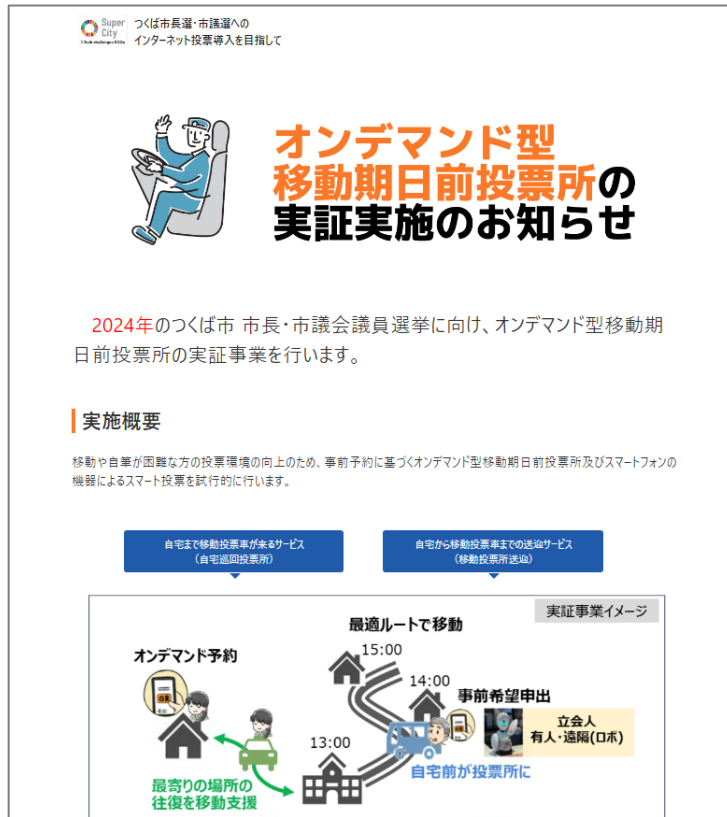 Super City
つくば市長選・市議選への
インターネット投票導入を目指して
オンデマンド型
移動期日前投票所の
実証実施のお知らせ
2024年のつくば市 市長・市議会議員選挙に向け、オンデマンド型移動期
日前投票所の実証事業を行います。
実施概要
移動や自筆が困難な方の投票環境の向上のため、事前予約に基づくオンデマンド型移動期日前投票所及びスマートフォンの
機器によるスマート投票を試行的に行います。
自宅まで移動投票車が来るサービス
(自宅巡回投票所)
自宅から移動投票車までの送迎サービス
(移動投票所送迎)
実証事業イメージ
最適ルートで移動
オンデマンド予約
15:00
14:00
事前希望申出
立会人
有人・遠隔(ロボ)
13:00
自宅前が投票所に
最寄りの場所の
往復を移動支援